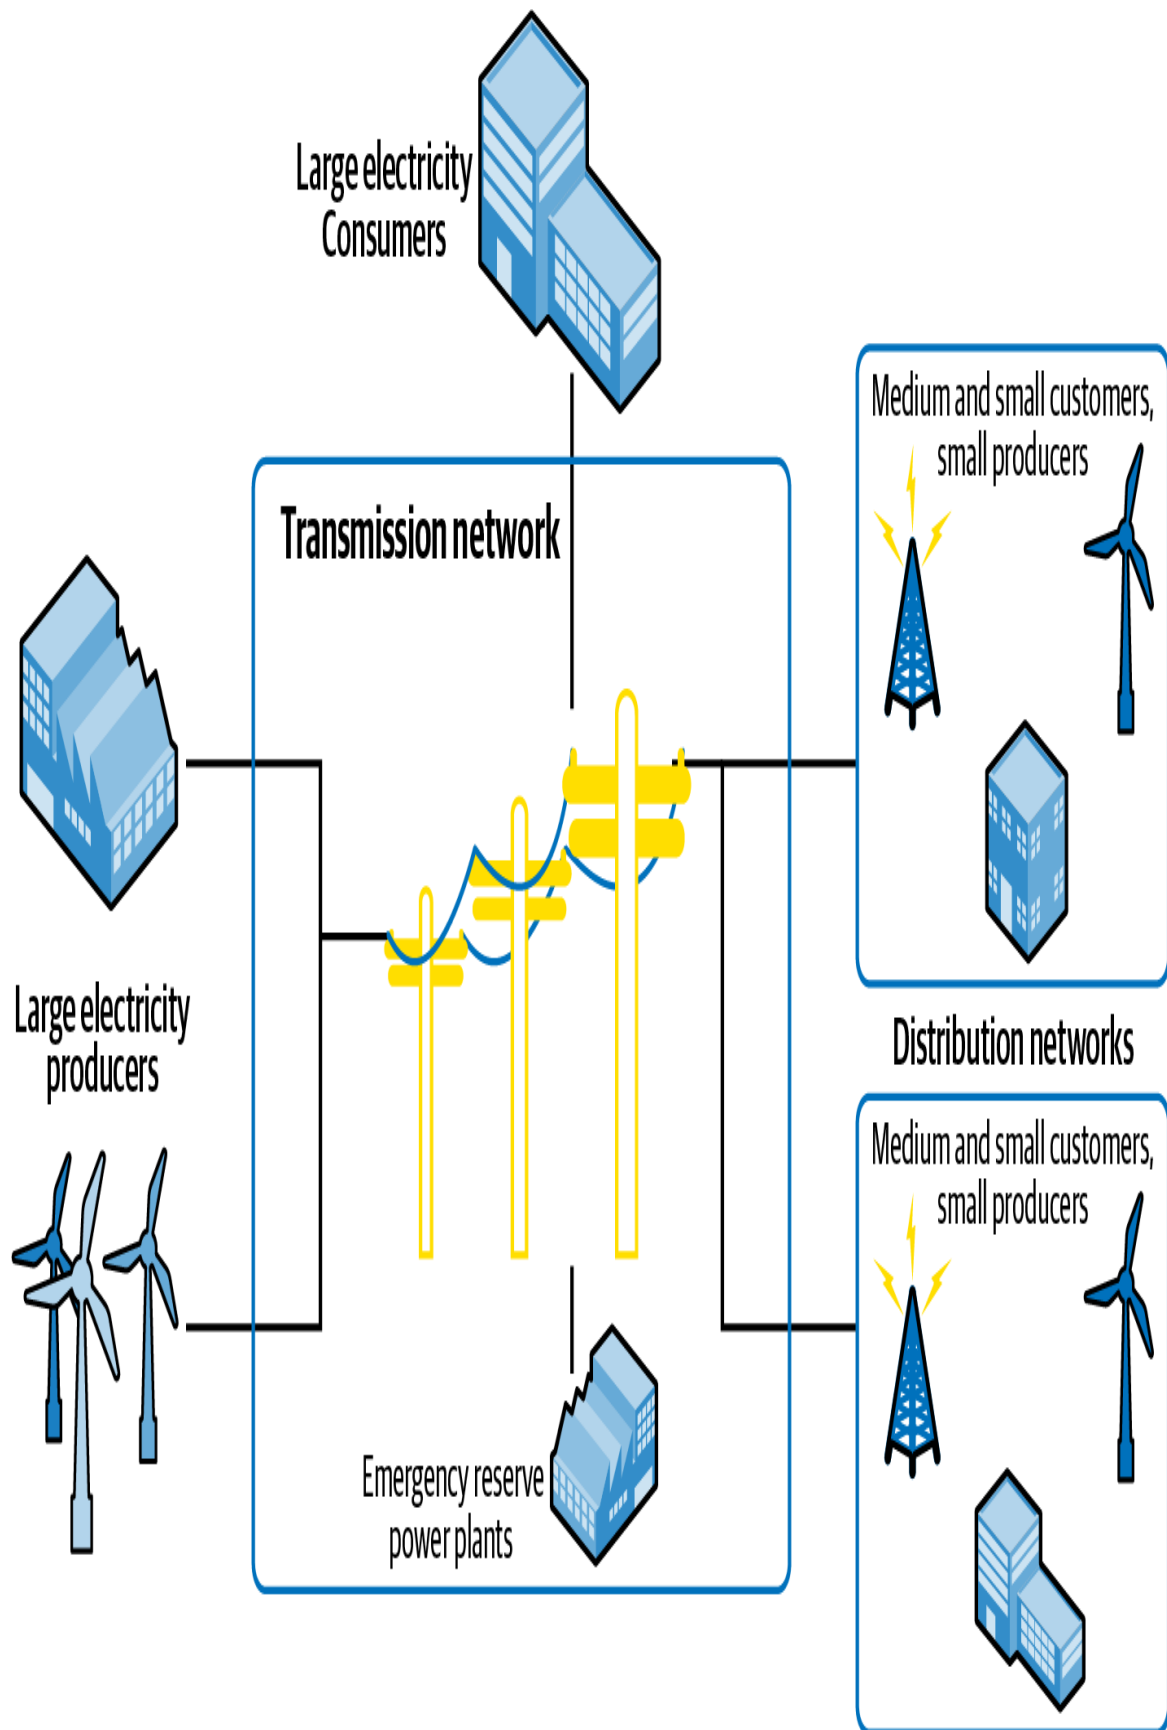 Large electricity
Consumers
Medium and small customers,
small producers
Transmission network
Large electricity
producers
Distribution networks
Medium and small customers,
small producers
Emergency reserve
power plants